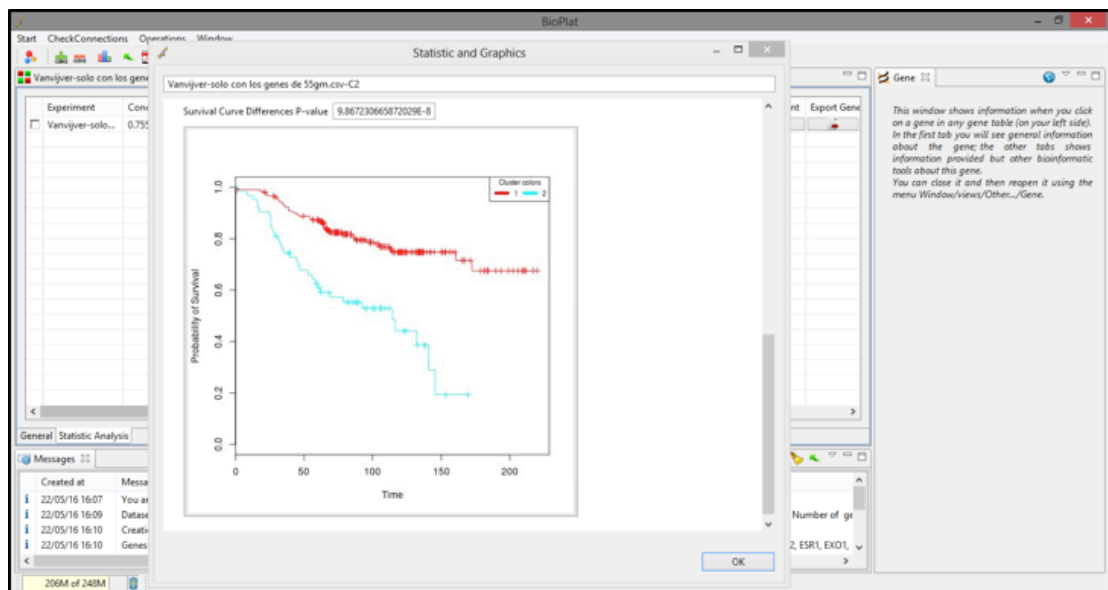 BioPlat
Start CheckConnections Operations Window
Statistic and Graphics
Vanvijver-solo con los gene
Vanvijver-solo con los genes de 55gm.csv-C2
Gene
Experiment Conc
nt Export Gene
Vanvijver-solo... 0.755
Survival Curve Differences P-value 9.867230665872029E-8
This window shows information when you click
on a gene in any gene table (on your left side).
In the first tab you will see general information
about the gene; the other tabs shows
information provided but other bioinformatic
tools about this gene.
You can close it and then reopen it using the
menu Window/views/Other.../Gene.
Cluster colors
1 2
Probability of Survival
1.0
0.8
0.6
0.4
0.2
0.0
0 50 100 150 200
Time
General Statistic Analysis
Messages
Created at Messa
22/05/16 16:07 You ar
22/05/16 16:09 Datase
Number of ge
22/05/16 16:10 Creati
22/05/16 16:10 Genes
2, ESR1, EXO1,
OK
206M of 248M